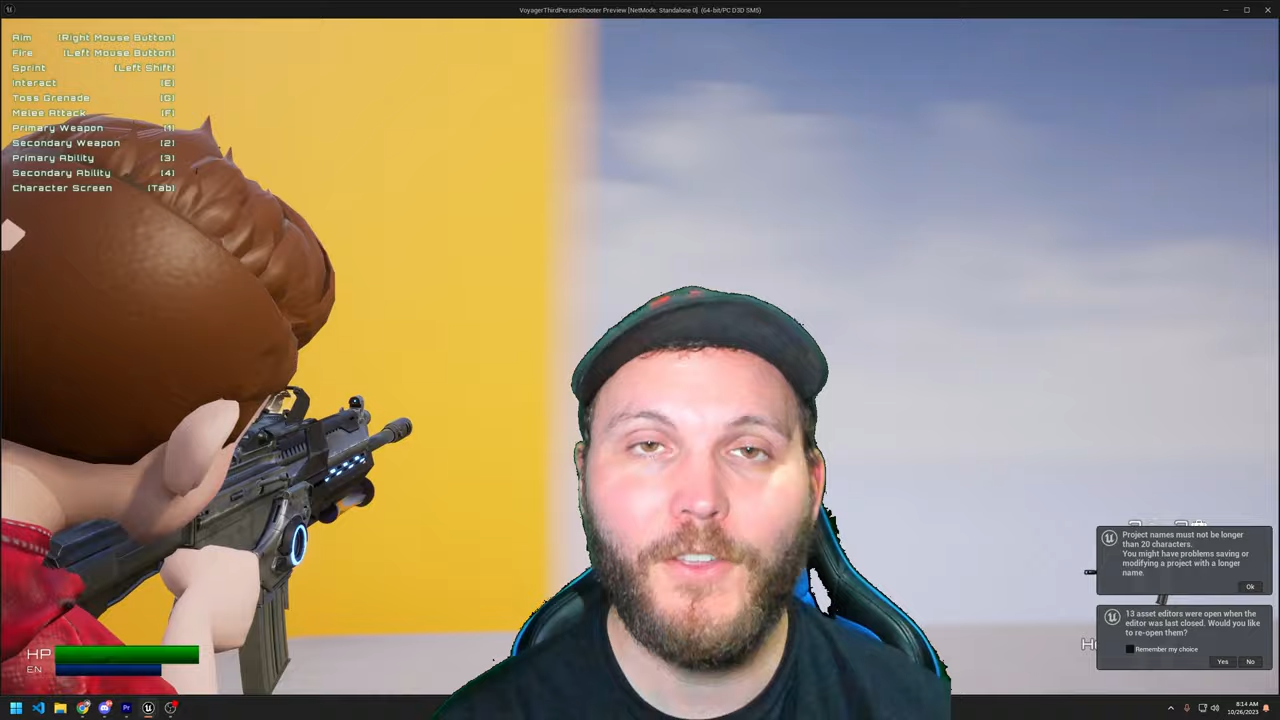 VoyagerThirdPersonShooter Preview [NetMode: Standalone 0] (64-bit/PC D3D SM5)
Aim [Right Mouse Button]
Fire [Left Mouse Button]
Sprint [Left Shift]
Interact [E]
Toss Grenade [G]
Melee Attack [F]
Primary Weapon [1]
Secondary Weapon [2]
Primary Ability [3]
Secondary Ability [4]
Character Screen [Tab]
Project names must not be longer
than 20 characters.
You might have problems saving or
modifying a project with a longer
name.
Ok
13 asset editors were open when the
editor was last closed. Would you like
to re-open them?
Remember my choice
Yes No
HP
EN
8:14 AM
10/26/2023